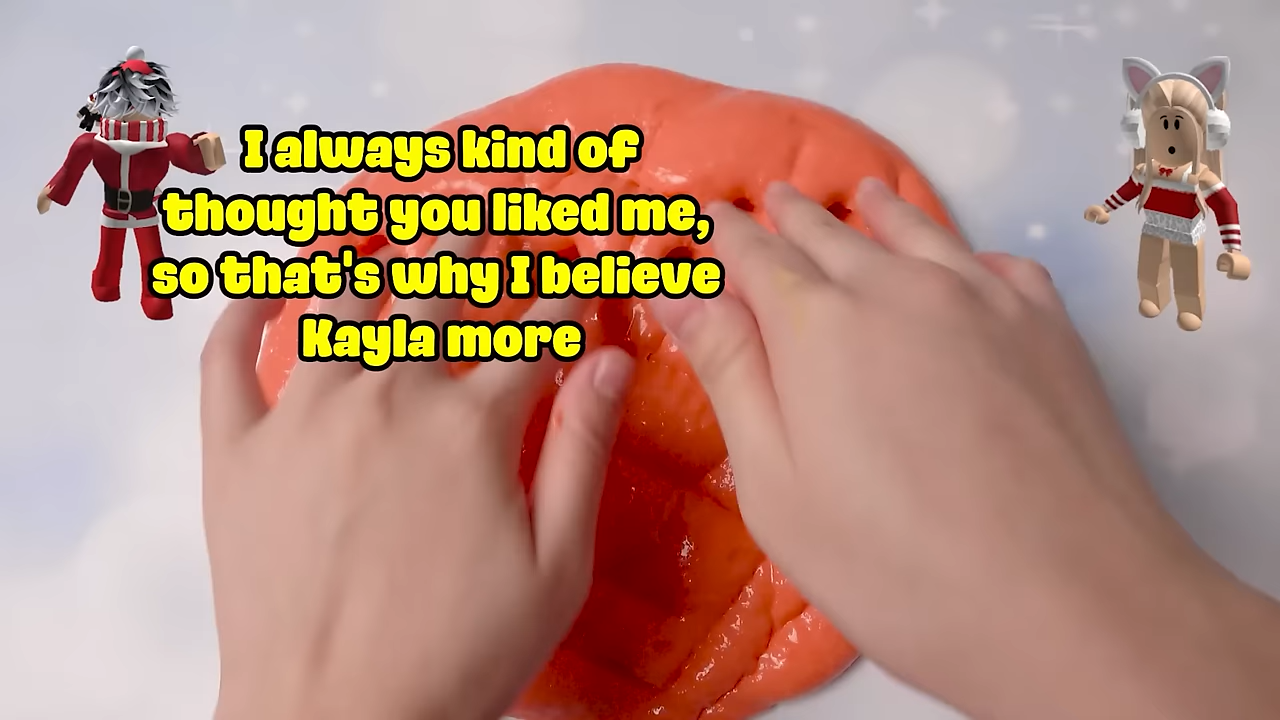 I always kind of
thought you liked me,
so that's why I believe
Kayla more